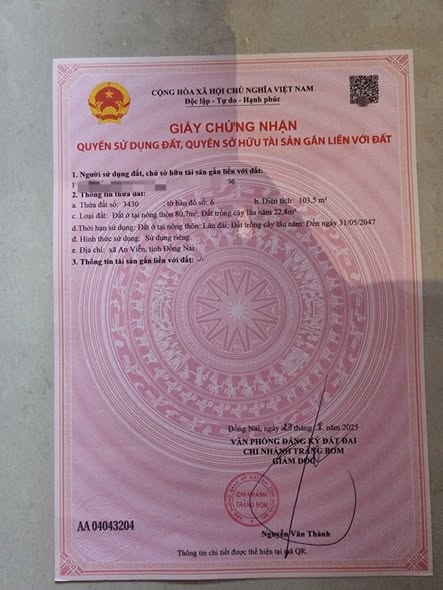 CỘNG HÒA XÃ HỘI CHỦ NGHĨA VIỆT NAM
Độc lập - Tự do - Hạnh phúc
GIẤY CHỨNG NHẬN
QUYỀN SỬ DỤNG ĐẤT, QUYỀN SỞ HỮU TÀI SẢN GẮN LIỀN VỚI ĐẤT
1. Người sử dụng đất, chủ sở hữu tài sản gắn liền với đất:
96
2. Thông tin thửa đất:
a. Thửa đất số: 3430 ; tờ bản đồ số: 6 b. Diện tích: 103,5 m²
c. Loại đất: Đất ở tại nông thôn 80,7m²; Đất trồng cây lâu năm 22,8m²
d.Thời hạn sử dụng: Đất ở tại nông thôn: Lâu dài; Đất trồng cây lâu năm: Đến ngày 31/05/2047
đ. Hình thức sử dụng: Sử dụng riêng
e. Địa chỉ: xã An Viễn, tỉnh Đồng Nai
3. Thông tin tài sản gắn liền với đất: -/-
Đồng Nai, ngày 29 tháng 8 năm 2025
VĂN PHÒNG ĐĂNG KÝ ĐẤT ĐAI
CHI NHÁNH TRẢNG BOM
GIÁM ĐỐC
CHI NHÁNH
TRẢNG BOM
Nguyễn Văn Thành
AA 04043204
Thông tin chi tiết được thể hiện tại mã QR.